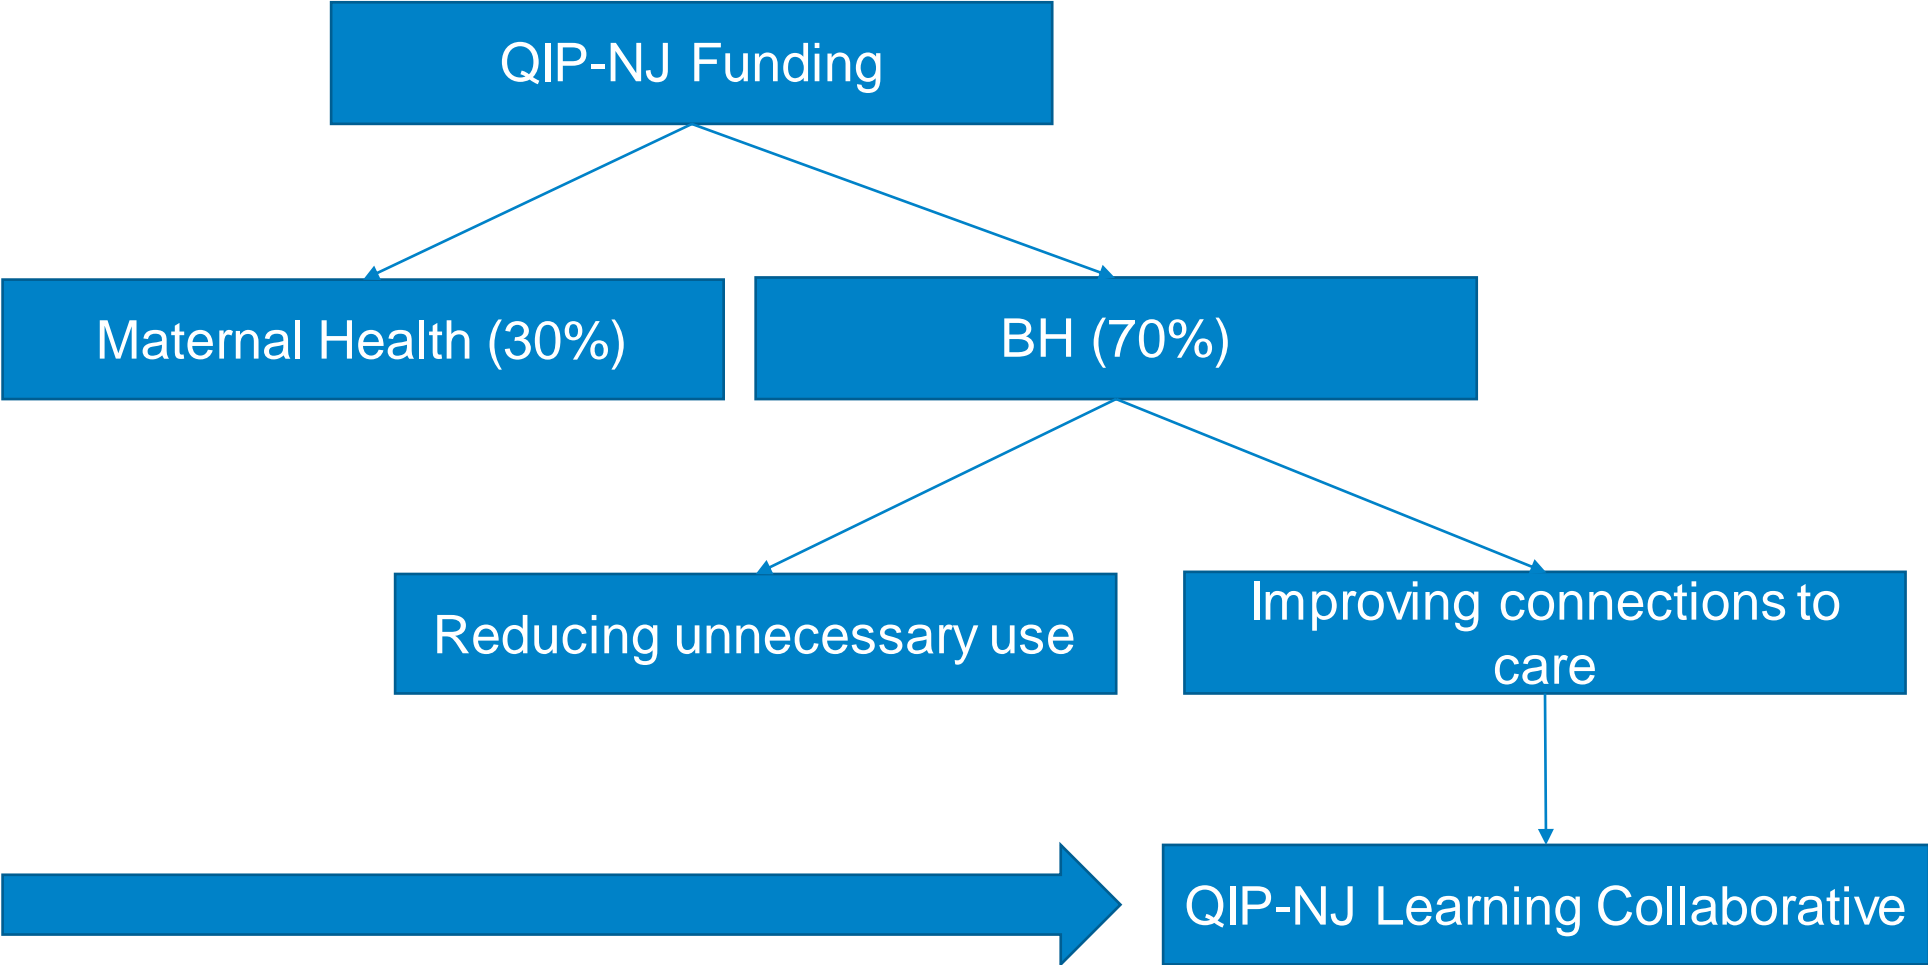 QIP-NJ Funding
Maternal Health (30%)
BH (70%)
Reducing unnecessary use
Improving connections to
care
QIP-NJ Learning Collaborative